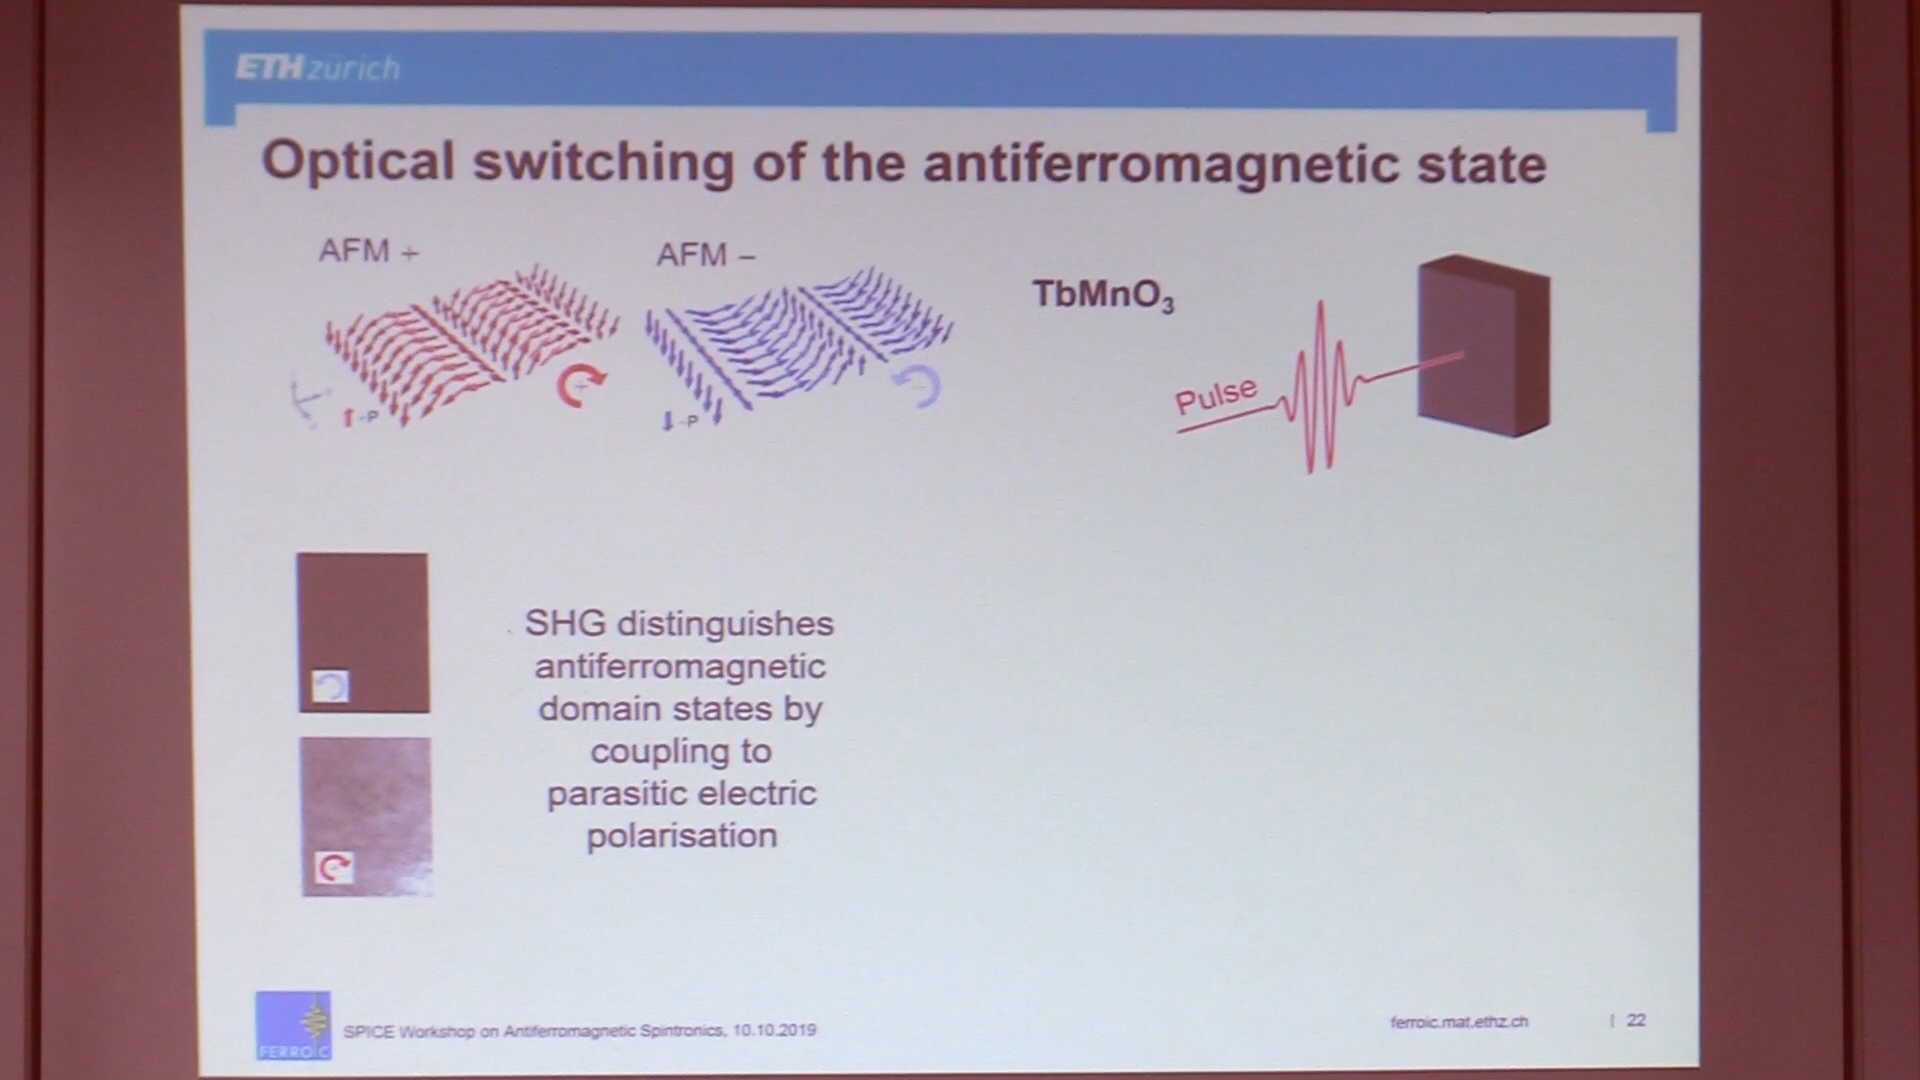 ETH zürich
Optical switching of the antiferromagnetic state
AFM +
AFM –
TbMnO₃
Pulse
P
P
SHG distinguishes
antiferromagnetic
domain states by
coupling to
parasitic electric
polarisation
FERROIC
SPICE Workshop on Antiferromagnetic Spintronics, 10.10.2019
ferroic.mat.ethz.ch
| 22